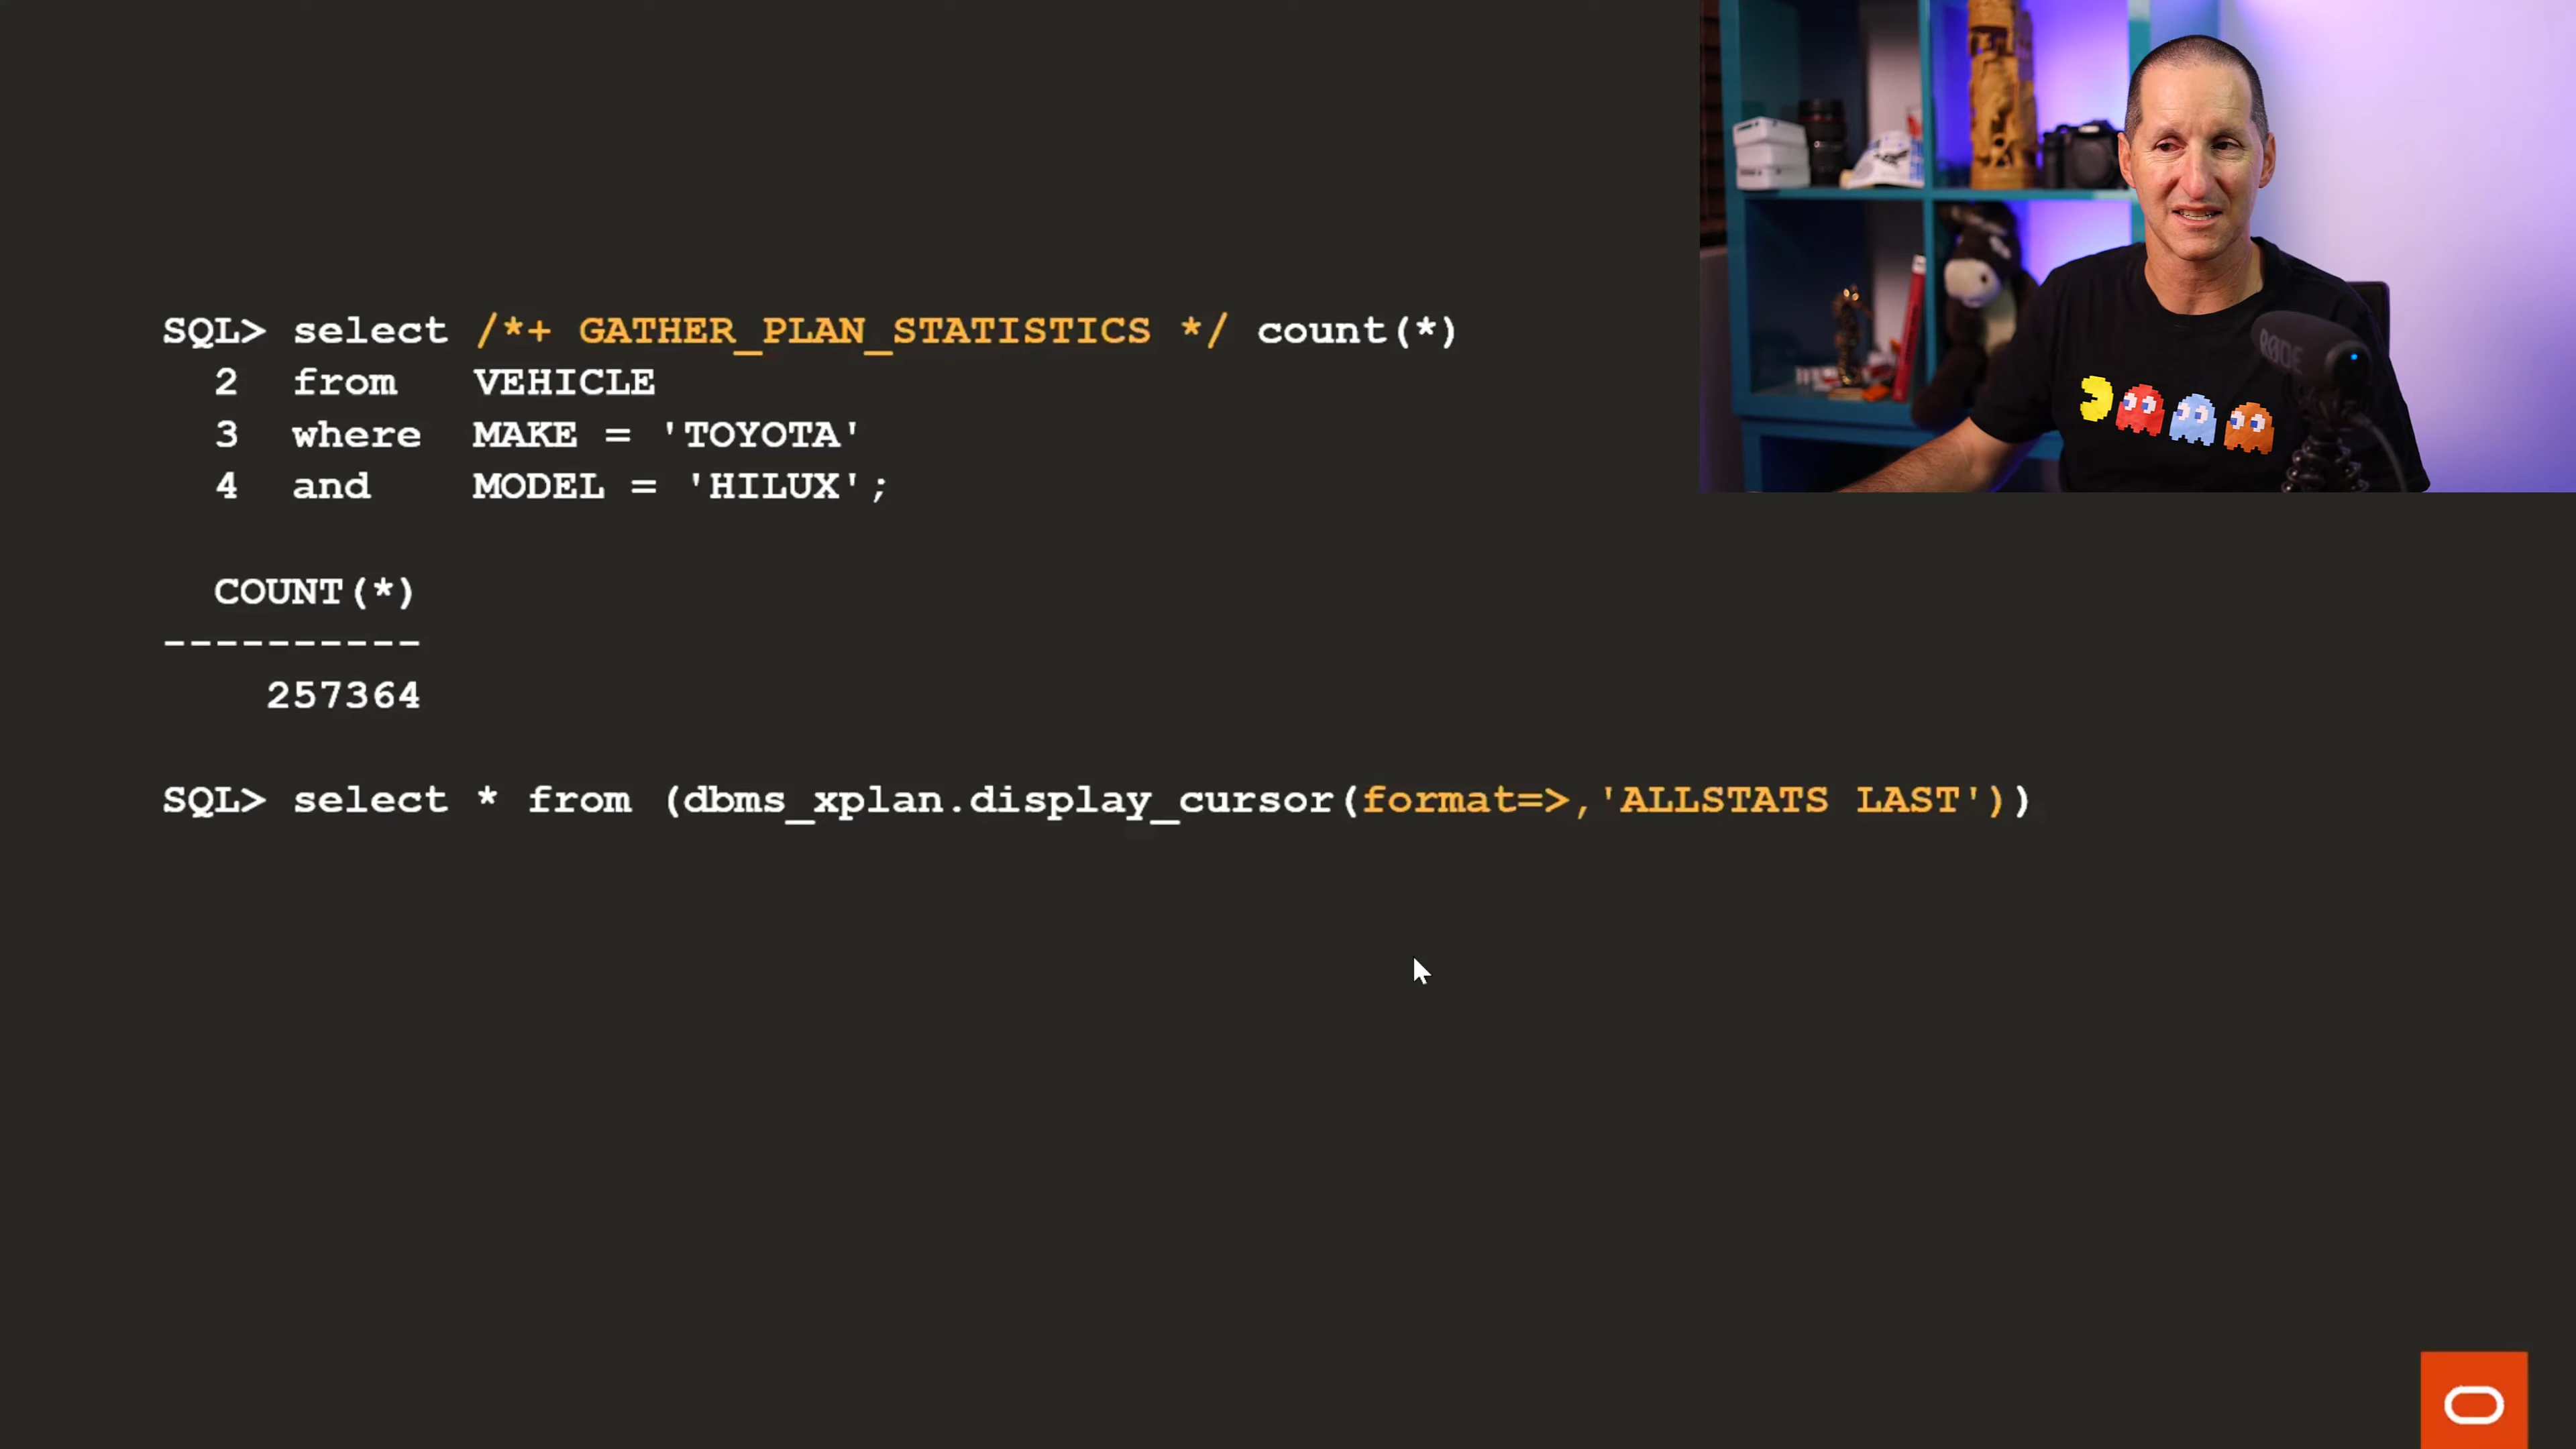 SQL> select /*+ GATHER_PLAN_STATISTICS */ count(*)
2 from VEHICLE
3 where MAKE = 'TOYOTA'
4 and MODEL = 'HILUX';
COUNT(*)
----------
257364
SQL> select * from (dbms_xplan.display_cursor(format=>,'ALLSTATS LAST'))
RØDE